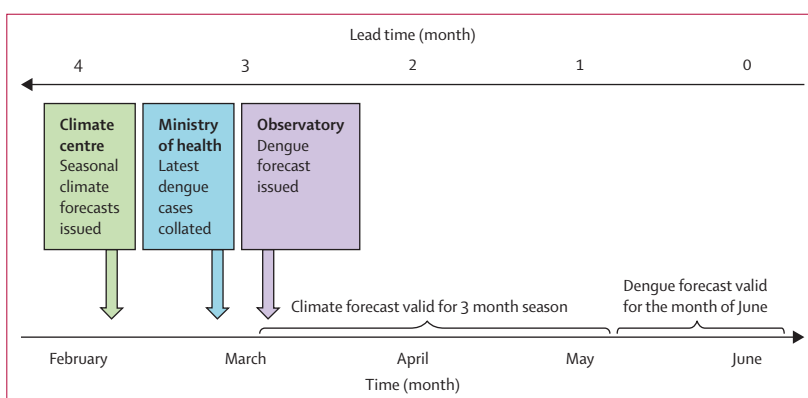 Lead time (month)
4 3 2 1 0
Climate
centre
Seasonal
climate
forecasts
issued
Ministry
of health
Latest
dengue
cases
collated
Observatory
Dengue
forecast
issued
Climate forecast valid for 3 month season
Dengue forecast valid
for the month of June
February March April May June
Time (month)